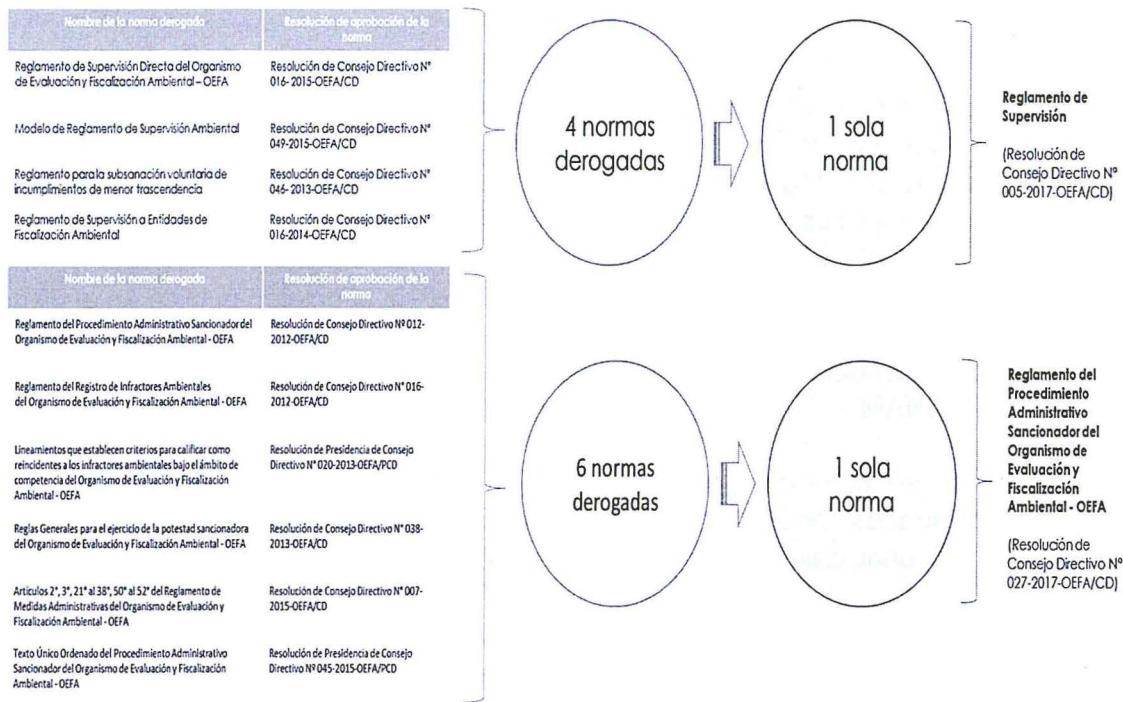 Nombre de la norma derogada
Resolución de aprobación de la
norma
Reglamento de Supervisión Directa del Organismo
de Evaluación y Fiscalización Ambiental – OEFA
Resolución de Consejo Directivo N°
016- 2015-OEFA/CD
Modelo de Reglamento de Supervisión Ambiental
Resolución de Consejo Directivo N°
049-2015-OEFA/CD
Reglamento para la subsanación voluntaria de
incumplimientos de menor trascendencia
Resolución de Consejo Directivo N°
046- 2013-OEFA/CD
Reglamento de Supervisión a Entidades de
Fiscalización Ambiental
Resolución de Consejo Directivo N°
016-2014-OEFA/CD
4 normas
derogadas
1 sola
norma
Reglamento de
Supervisión
(Resolución de
Consejo Directivo N°
005-2017-OEFA/CD)
Nombre de la norma derogada
Resolución de aprobación de la
norma
Reglamento del Procedimiento Administrativo Sancionador del
Organismo de Evaluación y Fiscalización Ambiental - OEFA
Resolución de Consejo Directivo Nº 012-
2012-OEFA/CD
Reglamento del Registro de Infractores Ambientales
del Organismo de Evaluación y Fiscalización Ambiental - OEFA
Resolución de Consejo Directivo N° 016-
2012-OEFA/CD
Lineamientos que establecen criterios para calificar como
reincidentes a los infractores ambientales bajo el ámbito de
competencia del Organismo de Evaluación y Fiscalización
Ambiental - OEFA
Resolución de Presidencia de Consejo
Directivo N° 020-2013-OEFA/PCD
Reglas Generales para el ejercicio de la potestad sancionadora
del Organismo de Evaluación y Fiscalización Ambiental - OEFA
Resolución de Consejo Directivo N° 038-
2013-OEFA/CD
Artículos 2°, 3°, 21° al 38°, 50° al 52° del Reglamento de
Medidas Administrativas del Organismo de Evaluación y
Fiscalización Ambiental - OEFA
Resolución de Consejo Directivo N° 007-
2015-OEFA/CD
Texto Único Ordenado del Procedimiento Administrativo
Sancionador del Organismo de Evaluación y Fiscalización
Ambiental - OEFA
Resolución de Presidencia de Consejo
Directivo Nº 045-2015-OEFA/PCD
6 normas
derogadas
1 sola
norma
Reglamento del
Procedimiento
Administrativo
Sancionador del
Organismo de
Evaluación y
Fiscalización
Ambiental - OEFA
(Resolución de
Consejo Directivo N°
027-2017-OEFA/CD)